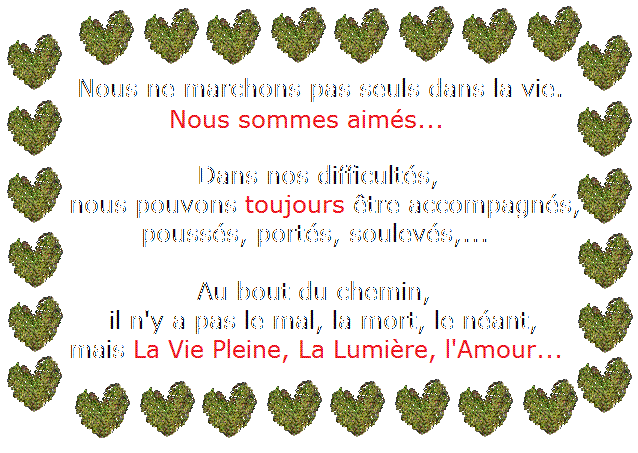 Nous ne marchons pas seuls dans la vie.
Nous sommes aimés...
Dans nos difficultés,
nous pouvons toujours être accompagnés,
poussés, portés, soulevés,...
Au bout du chemin,
il n'y a pas le mal, la mort, le néant,
mais La Vie Pleine, La Lumière, l'Amour...